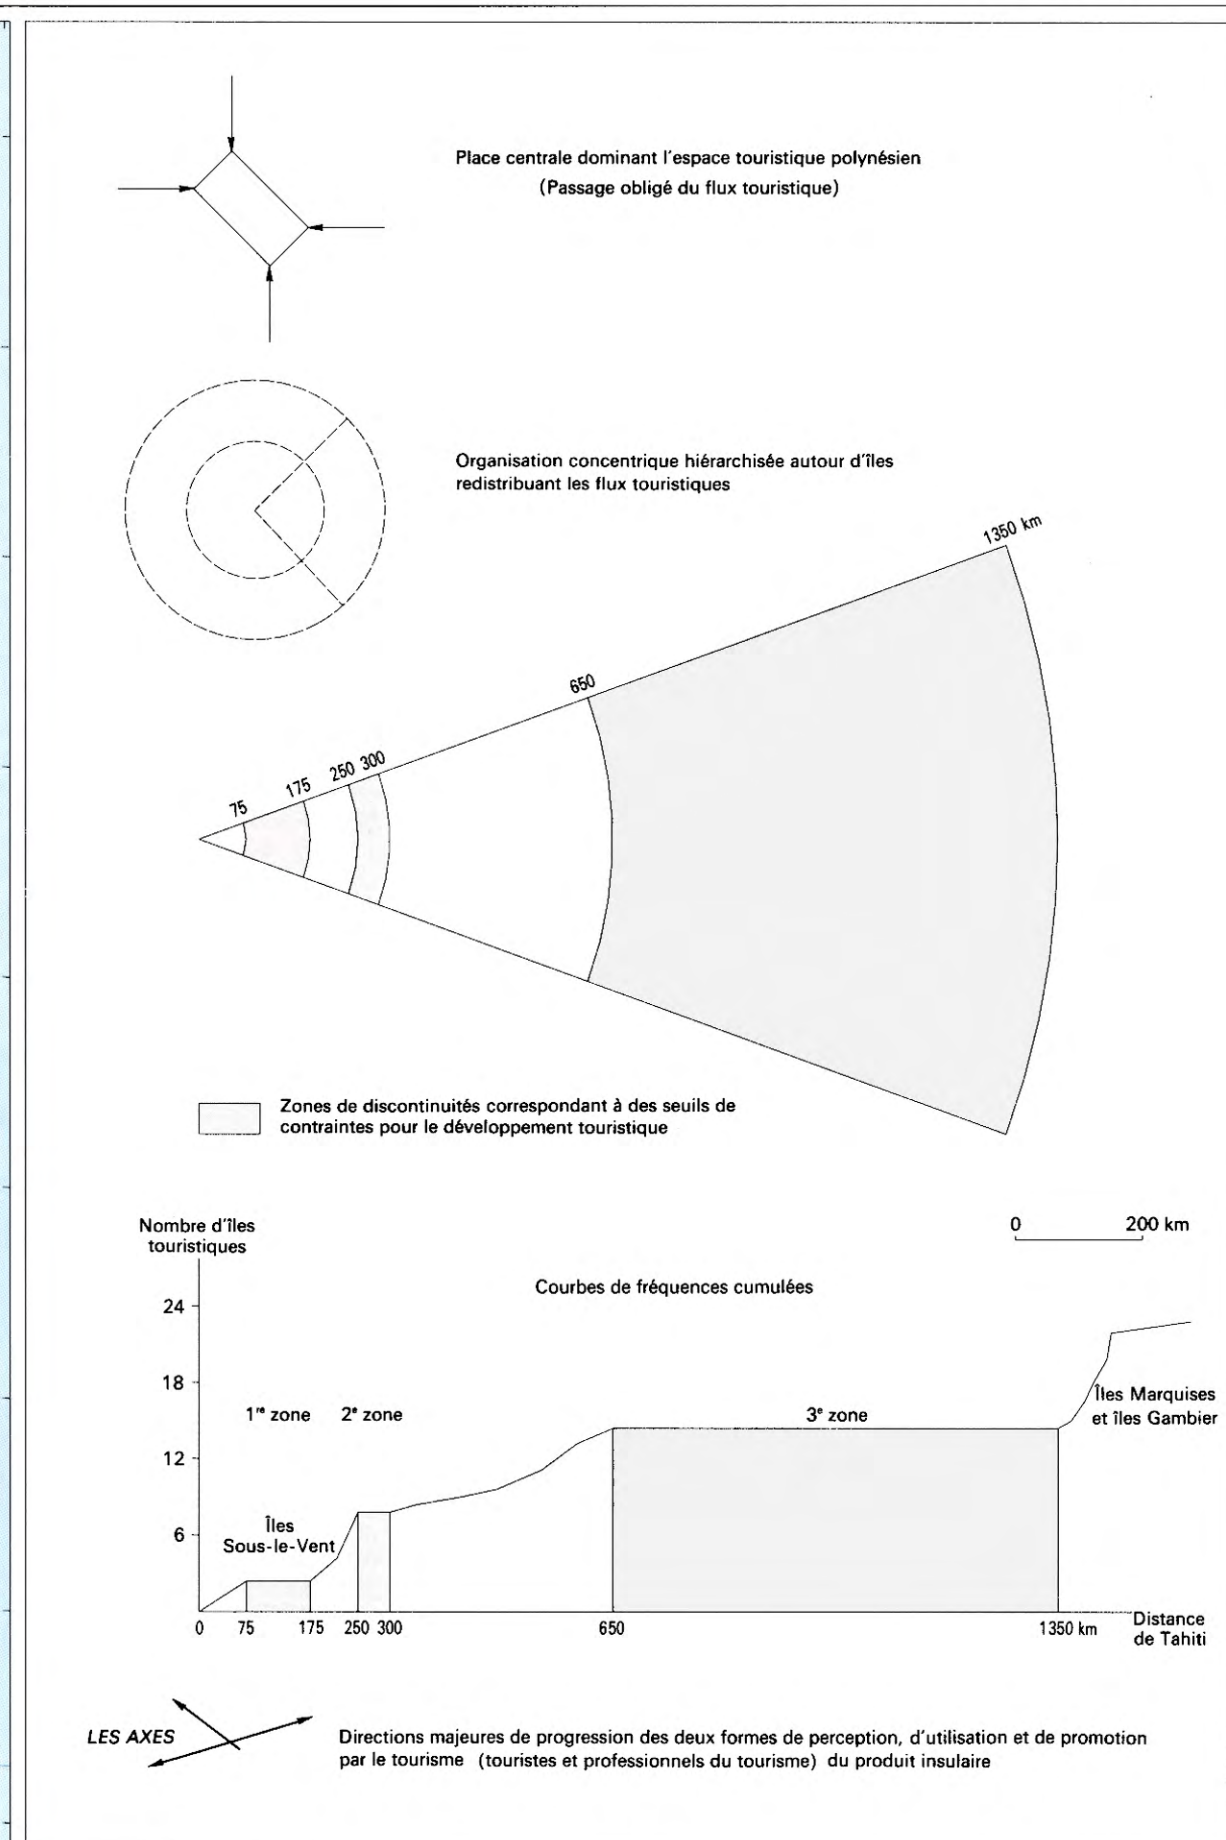 Place centrale dominant l'espace touristique polynésien
(Passage obligé du flux touristique)
Organisation concentrique hiérarchisée autour d'îles
redistribuant les flux touristiques
1350 km
650
300
250
175
75
Zones de discontinuités correspondant à des seuils de
contraintes pour le développement touristique
Nombre d'îles
touristiques
0 200 km
Courbes de fréquences cumulées
24
18
12
6
1re zone
2e zone
3e zone
Îles Marquises
et îles Gambier
Îles
Sous-le-Vent
0 75 175 250 300 650 1350 km
Distance
de Tahiti
LES AXES
Directions majeures de progression des deux formes de perception, d'utilisation et de promotion
par le tourisme (touristes et professionnels du tourisme) du produit insulaire